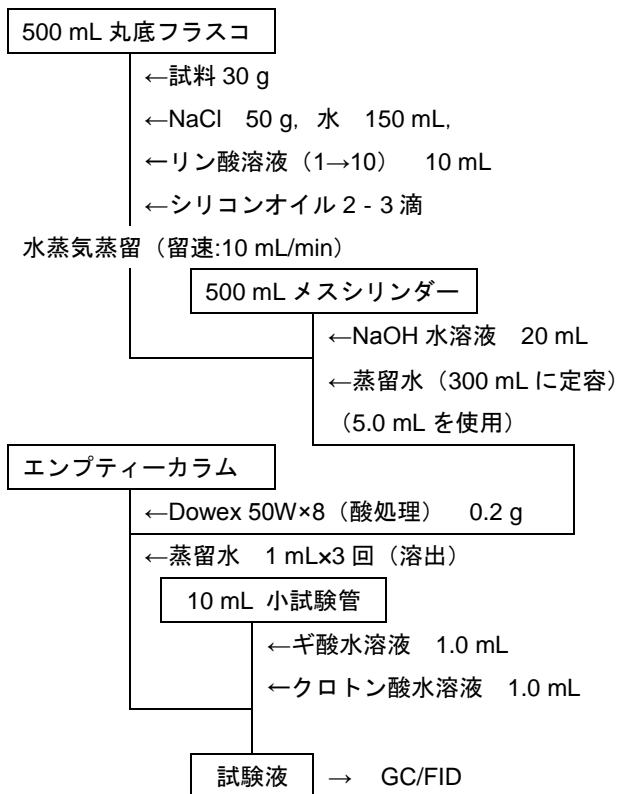 500 mL 丸底フラスコ
←試料 30 g
←NaCl　50 g,  水　150 mL,
←リン酸溶液（1→10）　10 mL
←シリコンオイル 2 - 3 滴
水蒸気蒸留（留速:10 mL/min）
500 mL メスシリンダー
←NaOH 水溶液　20 mL
←蒸留水（300 mL に定容）
（5.0 mL を使用）
エンプティーカラム
←Dowex 50W×8（酸処理）　0.2 g
←蒸留水　1 mL×3 回（溶出）
10 mL 小試験管
←ギ酸水溶液　1.0 mL
←クロトン酸水溶液　1.0 mL
試験液　→　GC/FID